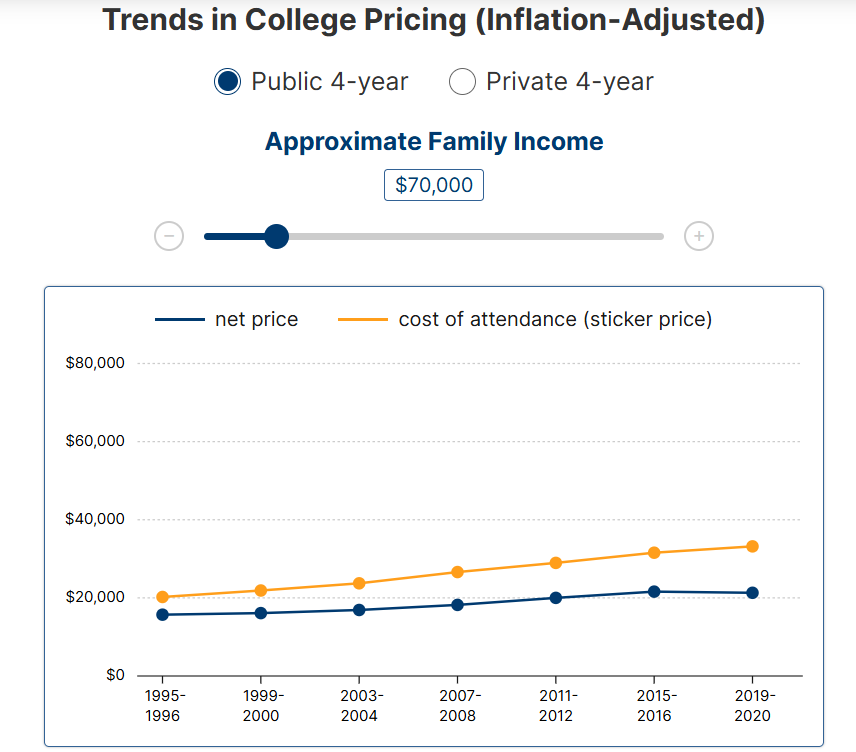 Trends in College Pricing (Inflation-Adjusted)
Public 4-year Private 4-year
Approximate Family Income
$70,000
− +
net price cost of attendance (sticker price)
$80,000
$60,000
$40,000
$20,000
$0
1995- 1999- 2003- 2007- 2011- 2015- 2019-
1996 2000 2004 2008 2012 2016 2020